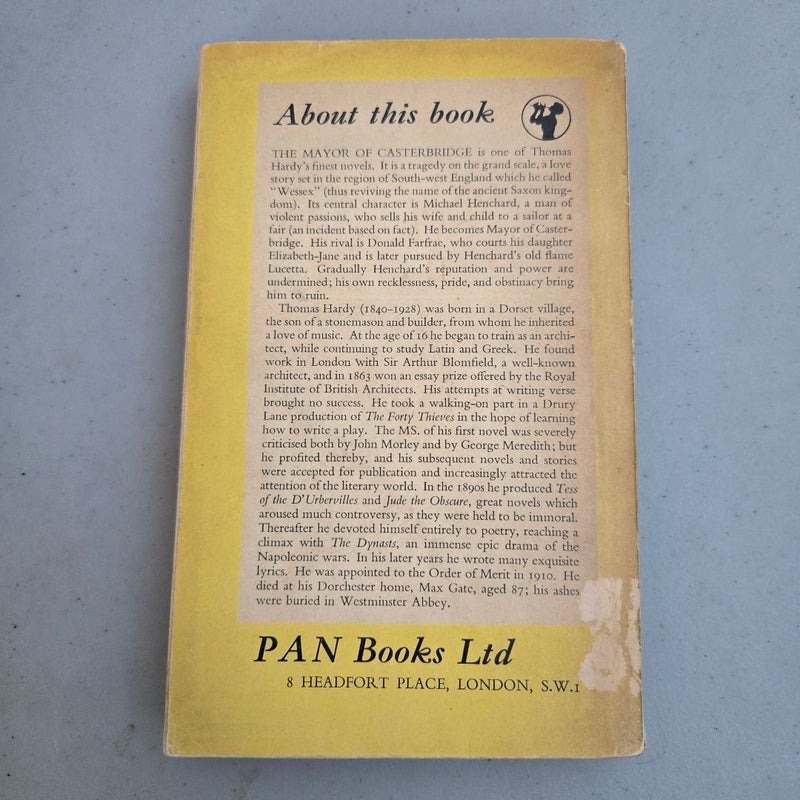 About this book
THE MAYOR OF CASTERBRIDGE is one of Thomas
Hardy's finest novels. It is a tragedy on the grand scale, a love
story set in the region of South-west England which he called
"Wessex" (thus reviving the name of the ancient Saxon king-
dom). Its central character is Michael Henchard, a man of
violent passions, who sells his wife and child to a sailor at a
fair (an incident based on fact). He becomes Mayor of Caster-
bridge. His rival is Donald Farfrae, who courts his daughter
Elizabeth-Jane and is later pursued by Henchard's old flame
Lucetta. Gradually Henchard's reputation and power are
undermined; his own recklessness, pride, and obstinacy bring
him to ruin.
Thomas Hardy (1840–1928) was born in a Dorset village,
the son of a stonemason and builder, from whom he inherited
a love of music. At the age of 16 he began to train as an archi-
tect, while continuing to study Latin and Greek. He found
work in London with Sir Arthur Blomfield, a well-known
architect, and in 1863 won an essay prize offered by the Royal
Institute of British Architects. His attempts at writing verse
brought no success. He took a walking-on part in a Drury
Lane production of The Forty Thieves in the hope of learning
how to write a play. The MS. of his first novel was severely
criticised both by John Morley and by George Meredith; but
he profited thereby, and his subsequent novels and stories
were accepted for publication and increasingly attracted the
attention of the literary world. In the 1890s he produced Tess
of the D'Urbervilles and Jude the Obscure, great novels which
aroused much controversy, as they were held to be immoral.
Thereafter he devoted himself entirely to poetry, reaching a
climax with The Dynasts, an immense epic drama of the
Napoleonic wars. In his later years he wrote many exquisite
lyrics. He was appointed to the Order of Merit in 1910. He
died at his Dorchester home, Max Gate, aged 87; his ashes
were buried in Westminster Abbey.
PAN Books Ltd
8 HEADFORT PLACE, LONDON, S.W.1